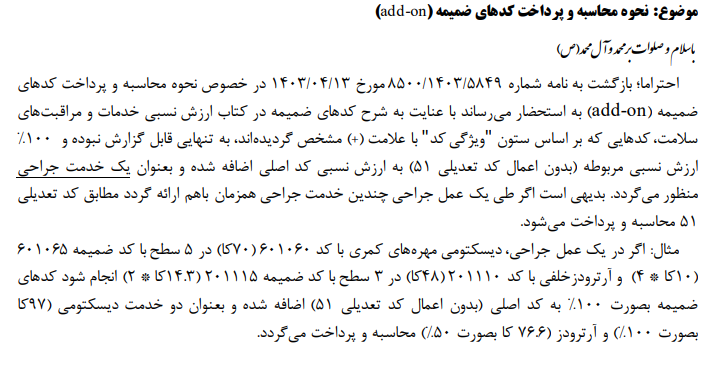 موضوع: نحوه محاسبه و پرداخت کدهای ضمیمه (add-on)
باسلام و صلوات بر محمد و آل محمد (ص)
احتراما؛ بازگشت به نامه شماره ۸۵۰۰/۱۴۰۳/۵۸۴۹ مورخ ۱۴۰۳/۰۴/۱۳ در خصوص نحوه محاسبه و پرداخت کدهای
ضمیمه (add-on) به استحضار می‌رساند با عنایت به شرح کدهای ضمیمه در کتاب ارزش نسبی خدمات و مراقبت‌های
سلامت، کدهایی که بر اساس ستون "ویژگی کد" با علامت (+) مشخص گردیده‌اند، به تنهایی قابل گزارش نبوده و ۱۰۰٪
ارزش نسبی مربوطه (بدون اعمال کد تعدیلی ۵۱) به ارزش نسبی کد اصلی اضافه شده و بعنوان یک خدمت جراحی
منظور می‌گردد. بدیهی است اگر طی یک عمل جراحی چندین خدمت جراحی همزمان باهم ارائه گردد مطابق کد تعدیلی
۵۱ محاسبه و پرداخت می‌شود.
مثال: اگر در یک عمل جراحی، دیسکتومی مهره‌های کمری با کد ۶۰۱۰۶۰ (۷۰کا) در ۵ سطح با کد ضمیمه ۶۰۱۰۶۵
(۱۰کا * ۴) و آرترودزخلفی با کد ۲۰۱۱۱۰ (۴۸کا) در ۳ سطح با کد ضمیمه ۲۰۱۱۱۵ (۱۴.۳کا * ۲) انجام شود کدهای
ضمیمه بصورت ۱۰۰٪ به کد اصلی (بدون اعمال کد تعدیلی ۵۱) اضافه شده و بعنوان دو خدمت دیسکتومی (۹۷کا
بصورت ۱۰۰٪) و آرترودز (۷۶.۶ کا بصورت ۵۰٪) محاسبه و پرداخت می‌گردد.